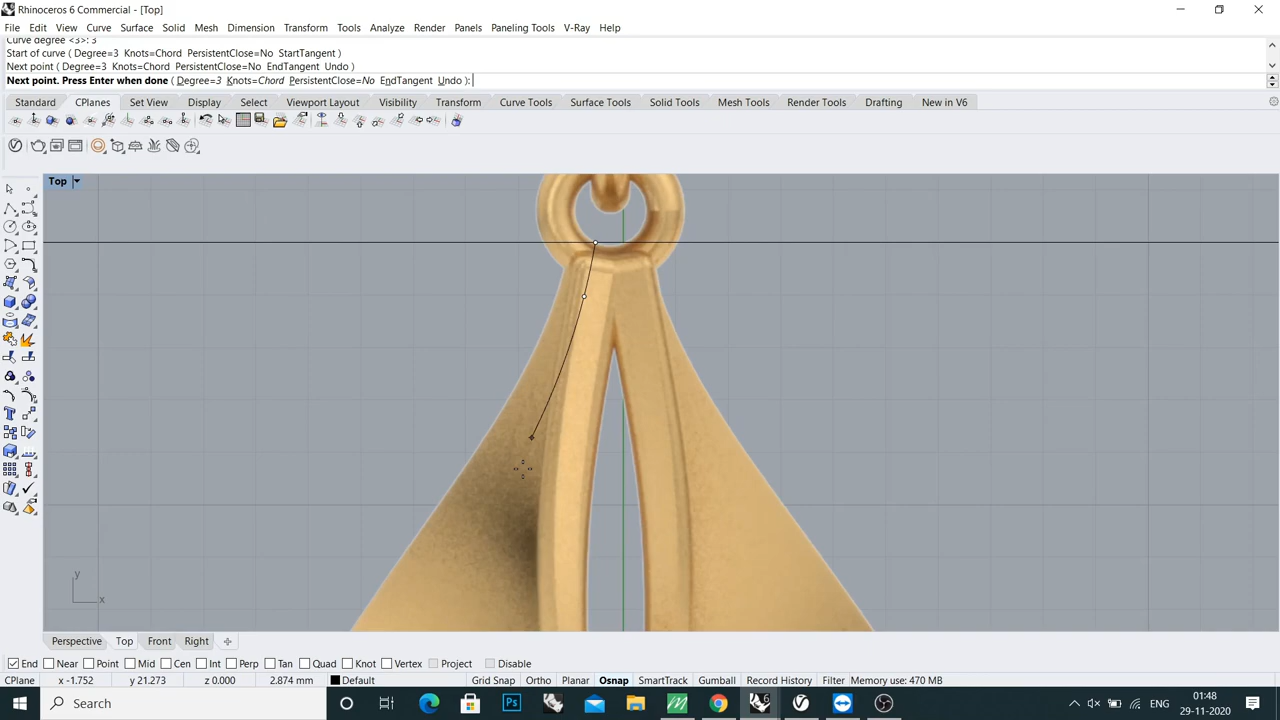 Rhinoceros 6 Commercial - [Top]
File Edit View Curve Surface Solid Mesh Dimension Transform Tools Analyze Render Panels Paneling Tools V-Ray Help
Curve degree <3>: 3
Start of curve ( Degree=3 Knots=Chord PersistentClose=No StartTangent )
Next point ( Degree=3 Knots=Chord PersistentClose=No EndTangent Undo )
Next point. Press Enter when done ( Degree=3 Knots=Chord PersistentClose=No EndTangent Undo ):
Standard CPlanes Set View Display Select Viewport Layout Visibility Transform Curve Tools Surface Tools Solid Tools Mesh Tools Render Tools Drafting New in V6
Top
y
x
Perspective Top Front Right
End Near Point Mid Cen Int Perp Tan Quad Knot Vertex Project Disable
CPlane x -1.752 y 21.273 z 0.000 2.874 mm Default Grid Snap Ortho Planar Osnap SmartTrack Gumball Record History Filter Memory use: 470 MB
Search Ps 6 ENG 01:48
29-11-2020